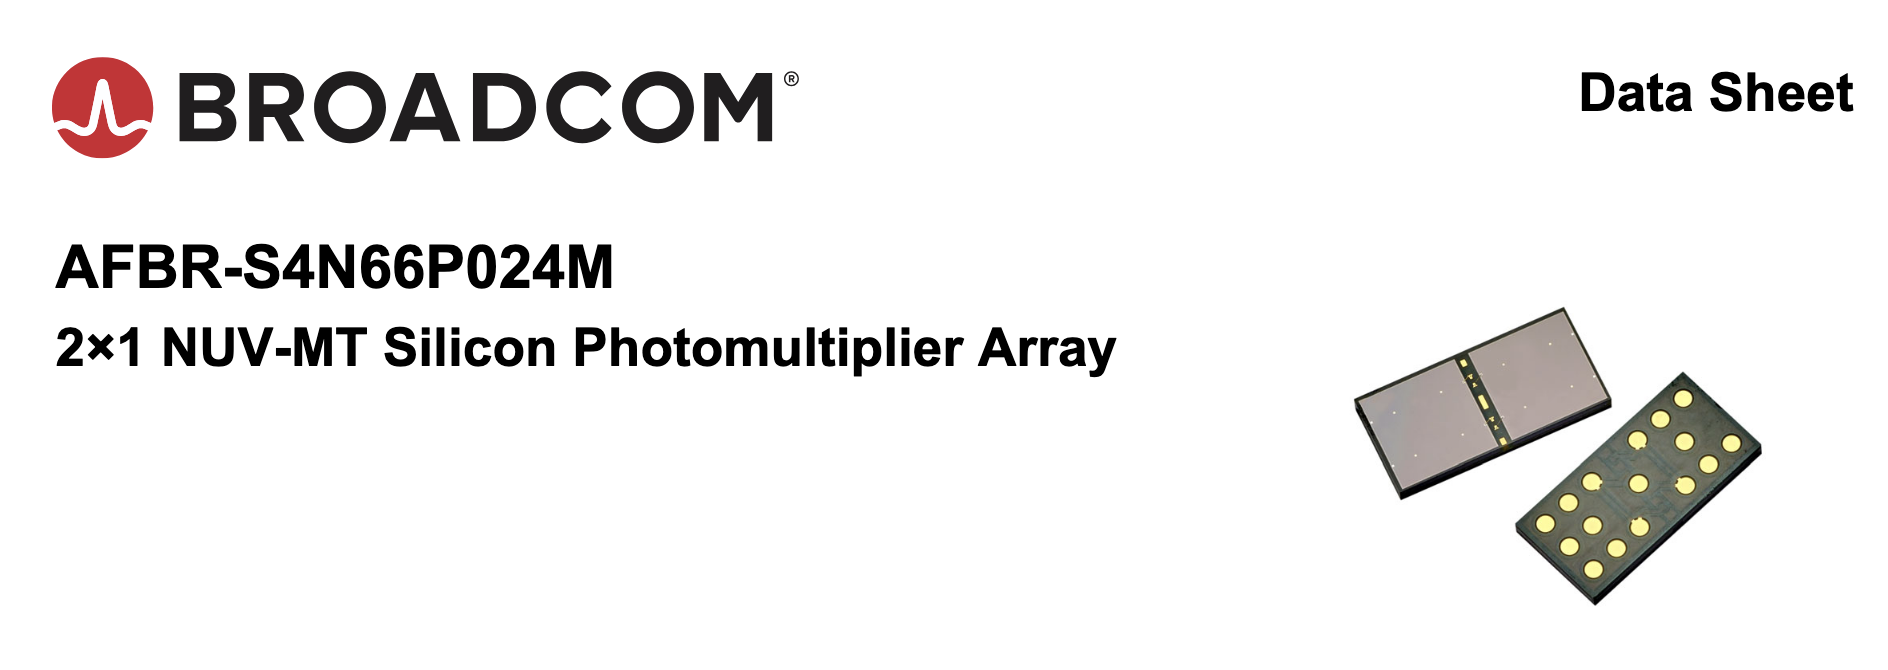 BROADCOM®
Data Sheet
AFBR-S4N66P024M
2×1 NUV-MT Silicon Photomultiplier Array